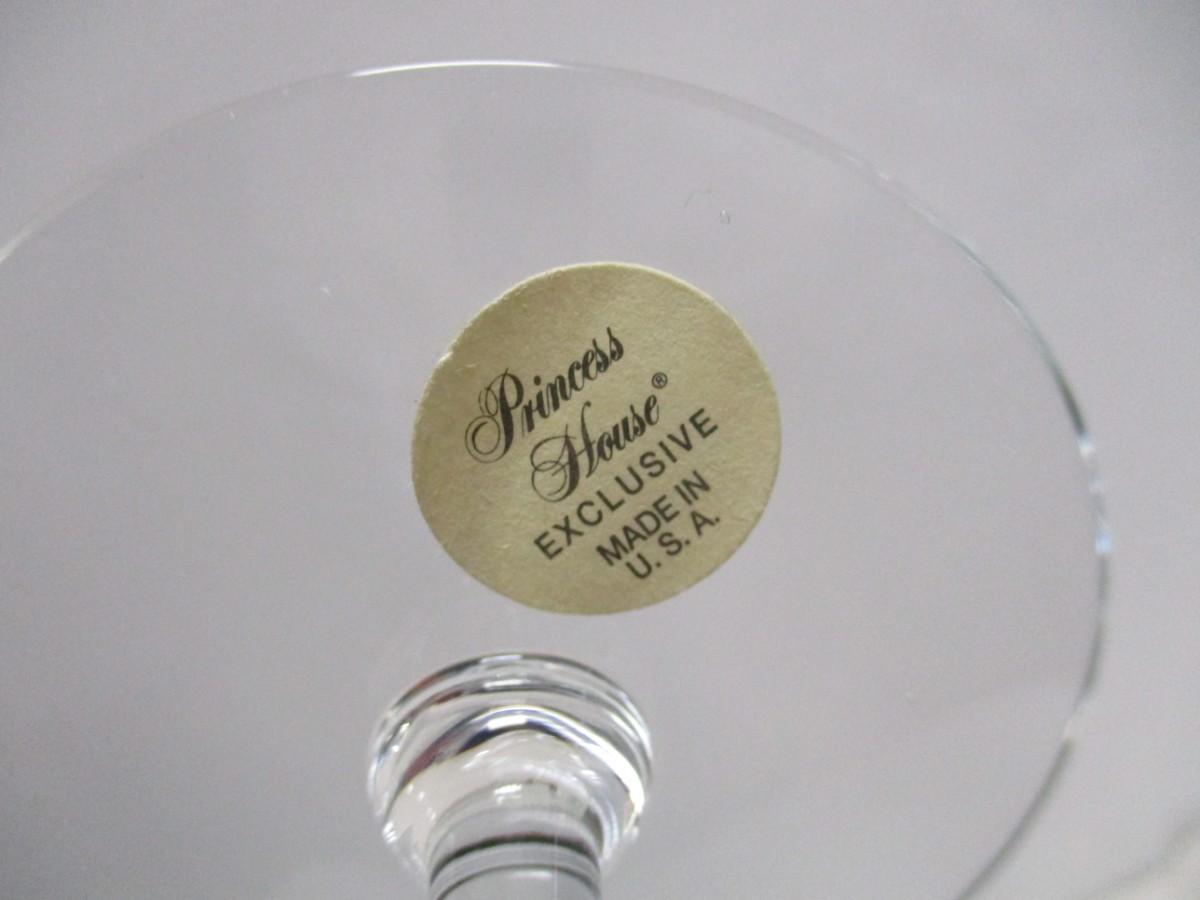 Princess
House®
EXCLUSIVE
MADE IN
U. S. A.